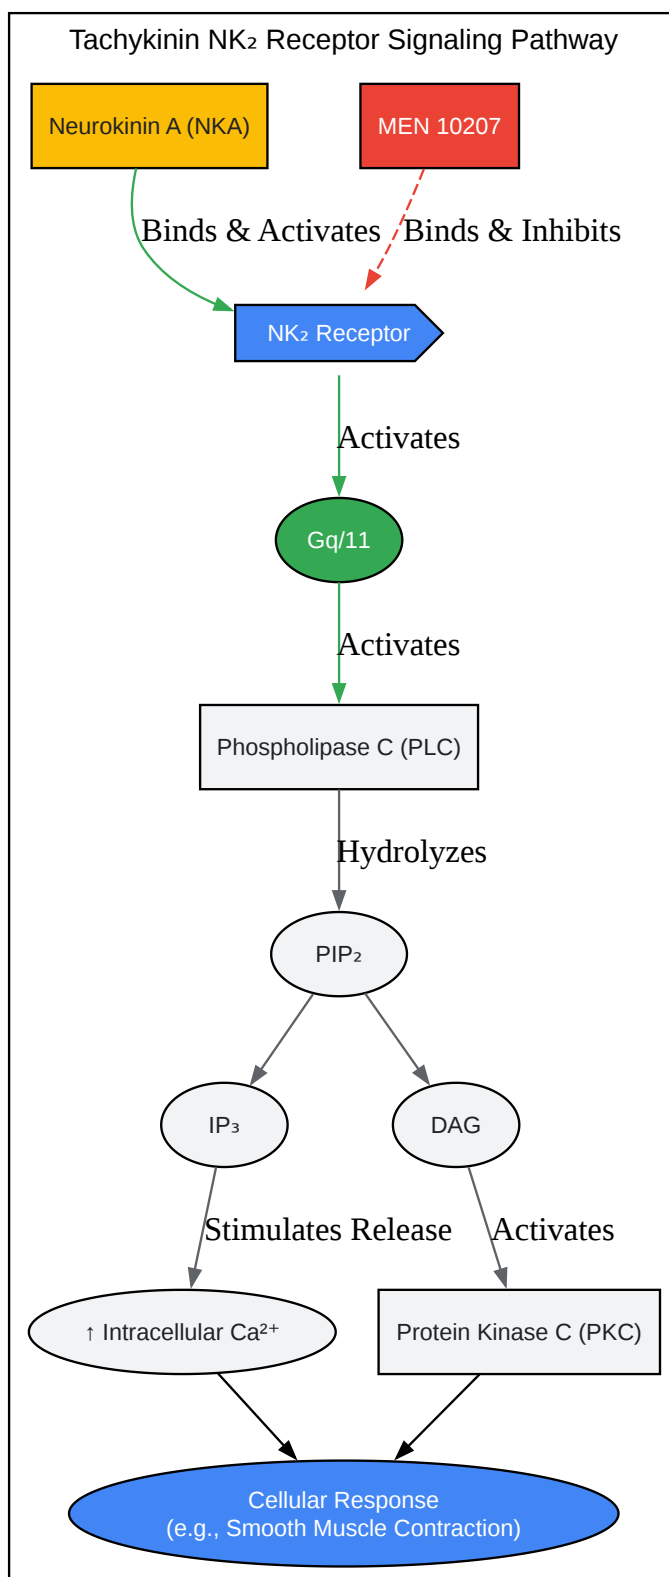 Tachykinin NK₂ Receptor Signaling Pathway
Neurokinin A (NKA)
MEN 10207
Binds & Activates
Binds & Inhibits
NK₂ Receptor
Activates
Gq/11
Activates
Phospholipase C (PLC)
Hydrolyzes
PIP₂
IP₃
DAG
Stimulates Release
Activates
↑ Intracellular Ca²⁺
Protein Kinase C (PKC)
Cellular Response
(e.g., Smooth Muscle Contraction)